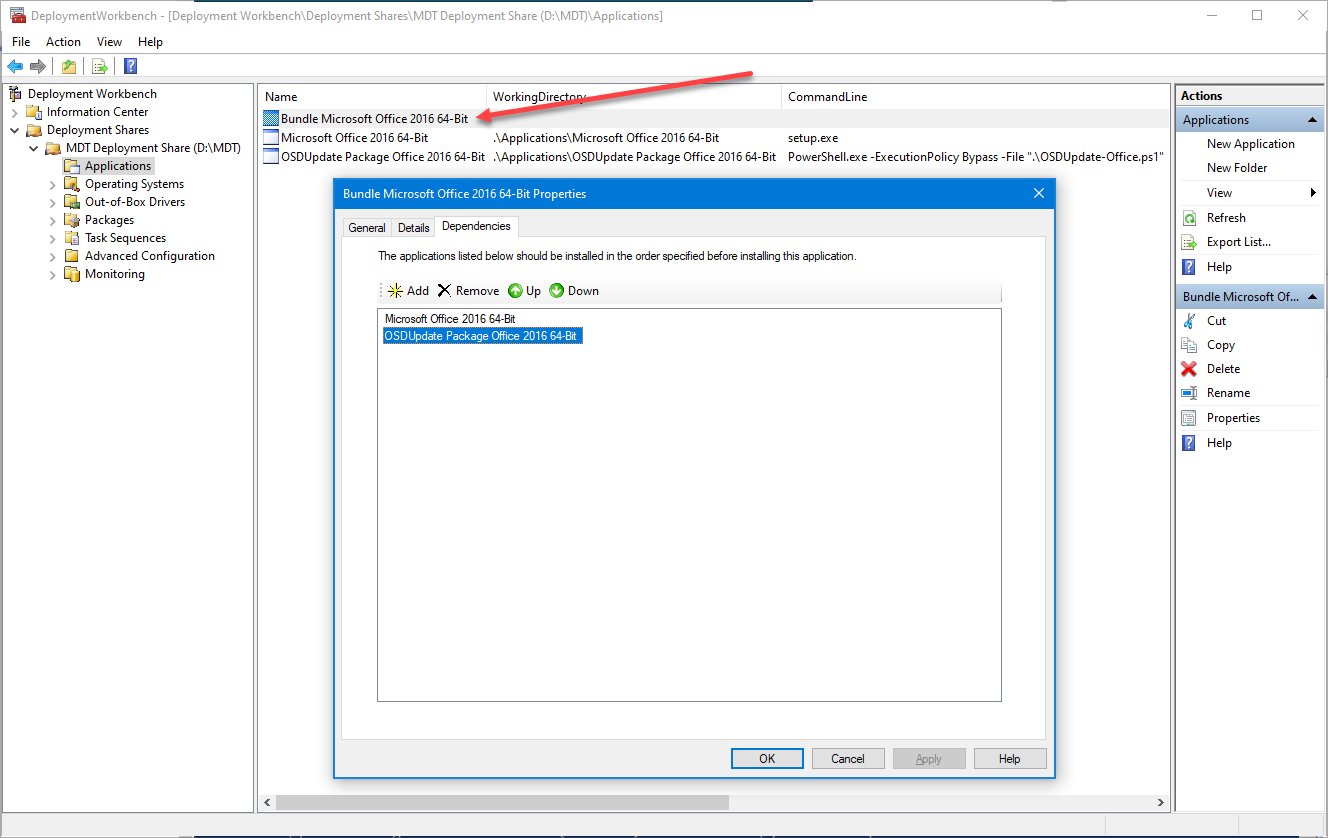 DeploymentWorkbench - [Deployment Workbench\Deployment Shares\MDT Deployment Share (D:\MDT)\Applications]
File Action View Help
Deployment Workbench
Information Center
Deployment Shares
MDT Deployment Share (D:\MDT)
Applications
Operating Systems
Out-of-Box Drivers
Packages
Task Sequences
Advanced Configuration
Monitoring
Name WorkingDirectory CommandLine
Bundle Microsoft Office 2016 64-Bit
Microsoft Office 2016 64-Bit .\Applications\Microsoft Office 2016 64-Bit setup.exe
OSDUpdate Package Office 2016 64-Bit .\Applications\OSDUpdate Package Office 2016 64-Bit PowerShell.exe -ExecutionPolicy Bypass -File ".\OSDUpdate-Office.ps1"
Bundle Microsoft Office 2016 64-Bit Properties
General Details Dependencies
The applications listed below should be installed in the order specified before installing this application.
Add Remove Up Down
Microsoft Office 2016 64-Bit
OSDUpdate Package Office 2016 64-Bit
OK Cancel Apply Help
Actions
Applications
New Application
New Folder
View
Refresh
Export List...
Help
Bundle Microsoft Of...
Cut
Copy
Delete
Rename
Properties
Help